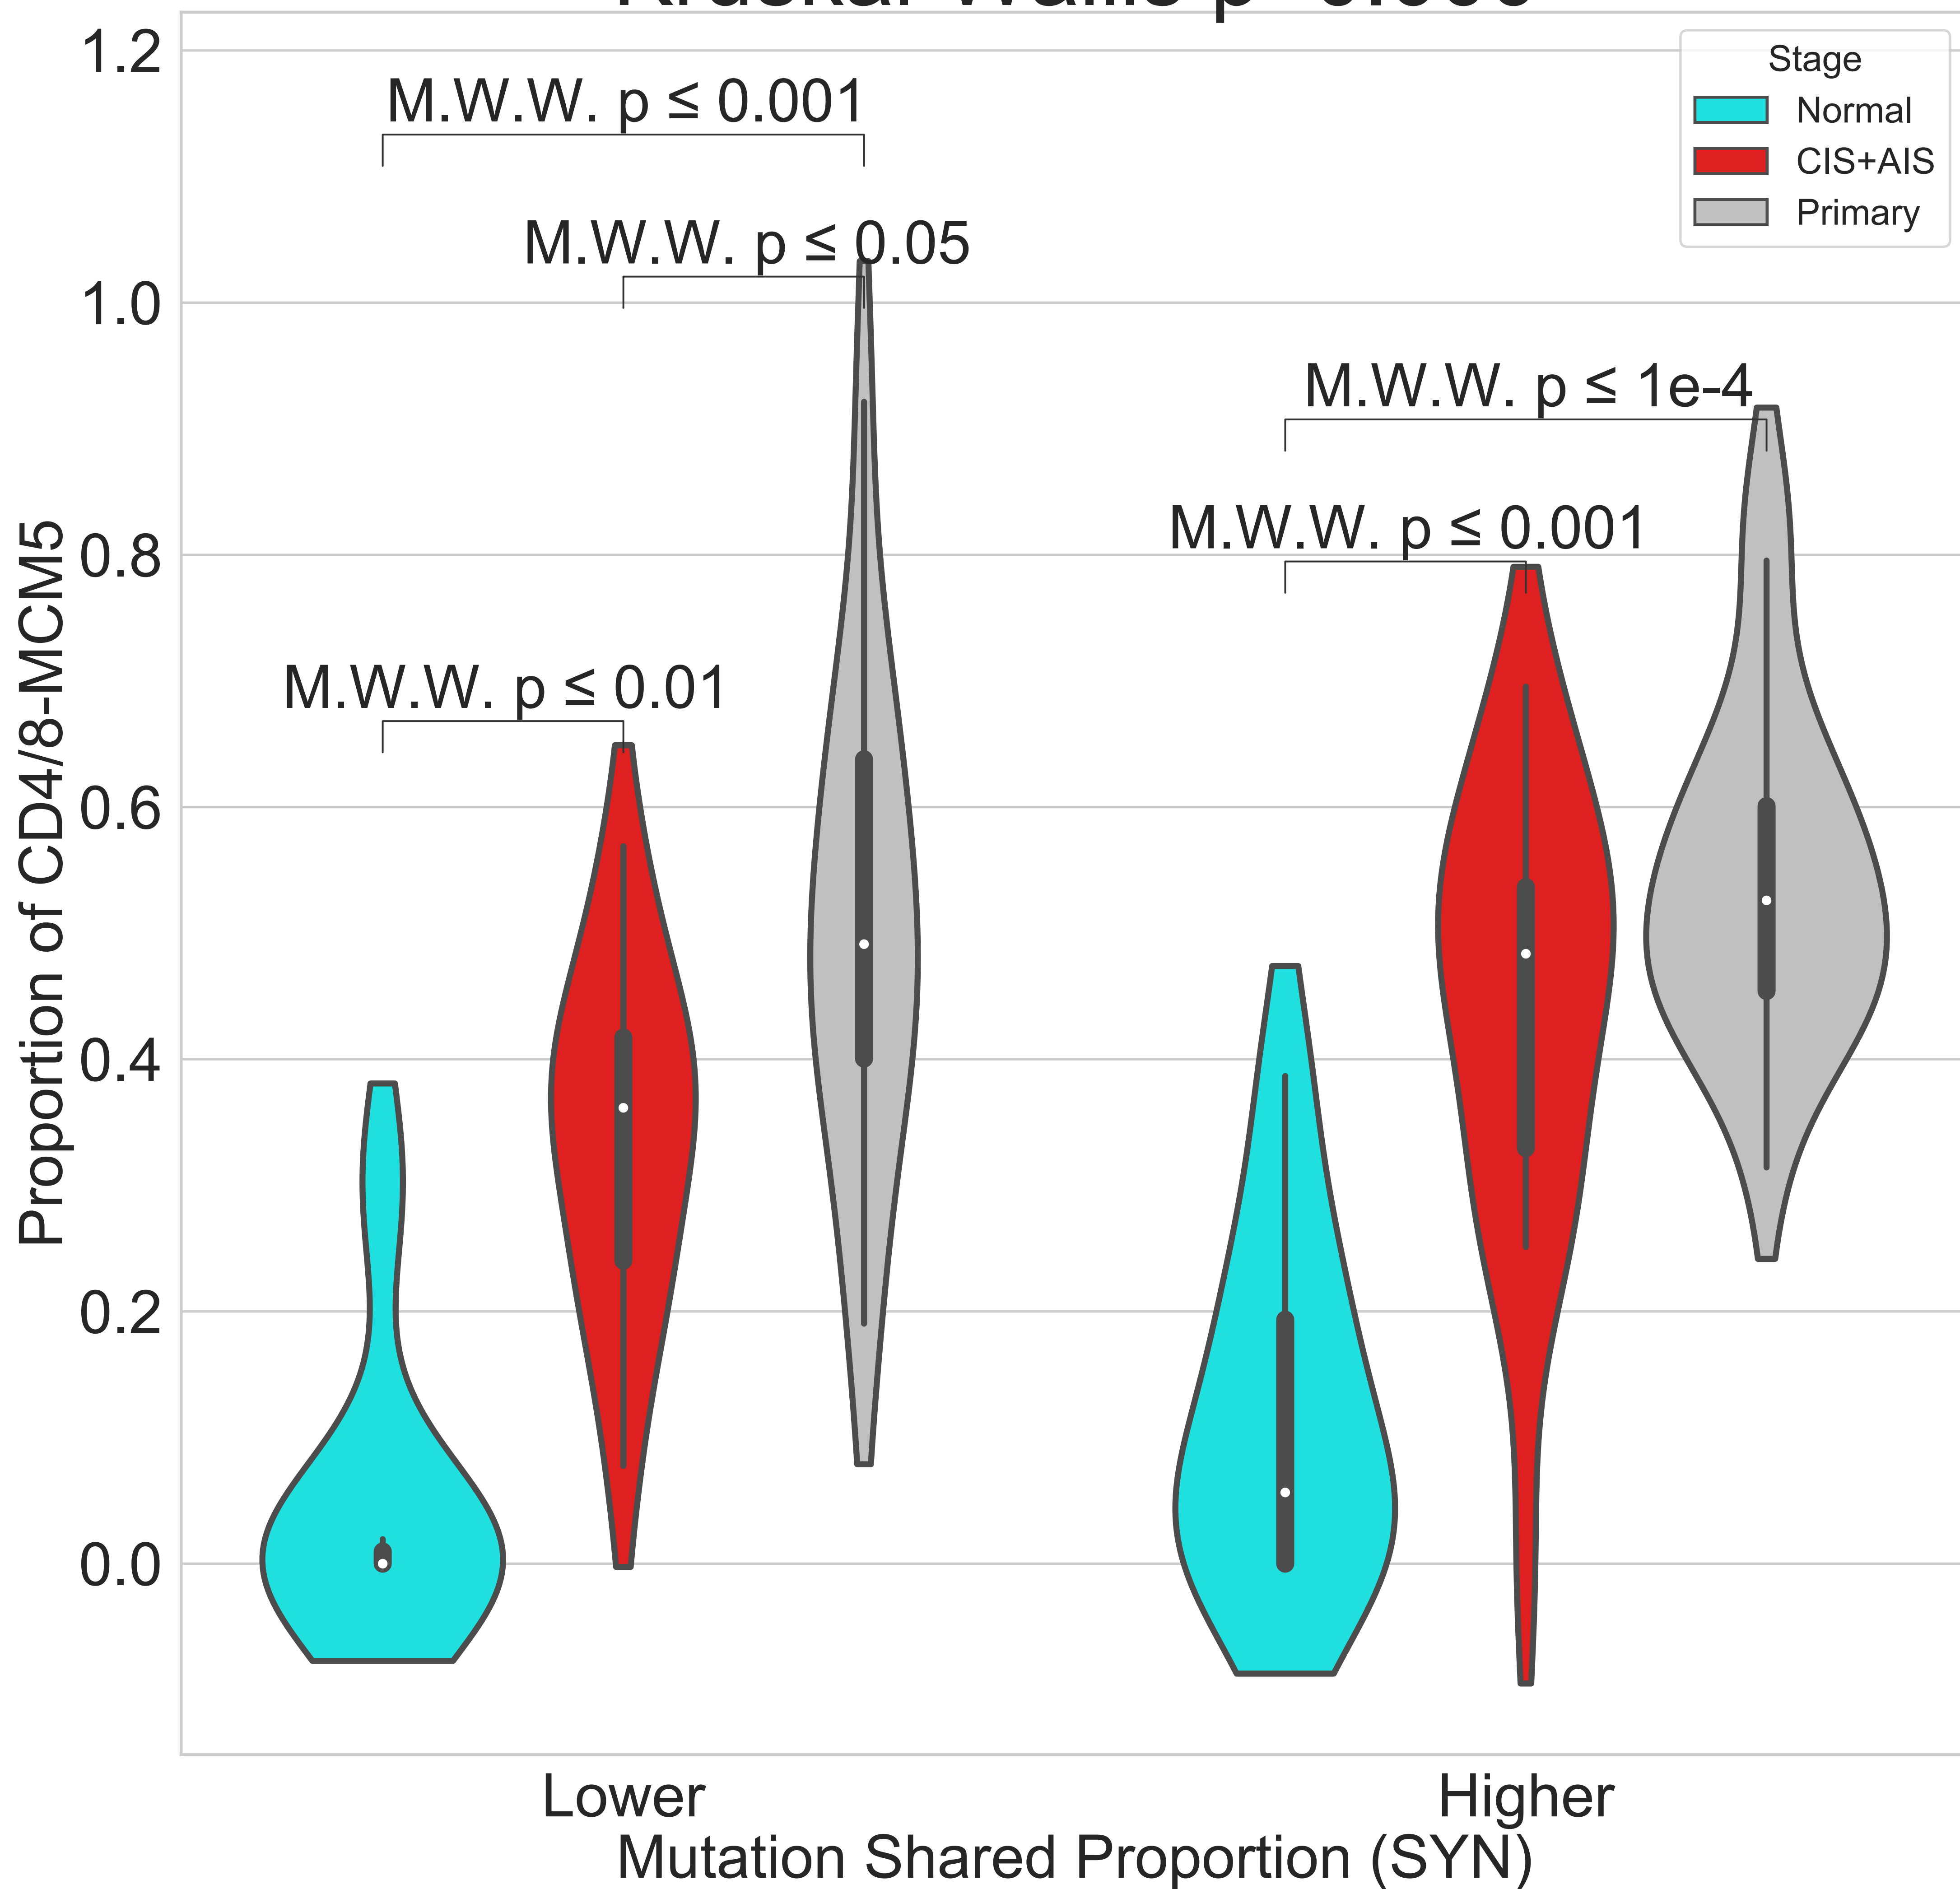 1.2
1.0
0.8
0.6
0.4
0.2
0.0
Proportion of CD4/8-MCM5
M.W.W. p ≤ 0.001
M.W.W. p ≤ 0.05
M.W.W. p ≤ 0.01
M.W.W. p ≤ 1e-4
M.W.W. p ≤ 0.001
Stage
Normal
CIS+AIS
Primary
Lower
Higher
Mutation Shared Proportion (SYN)